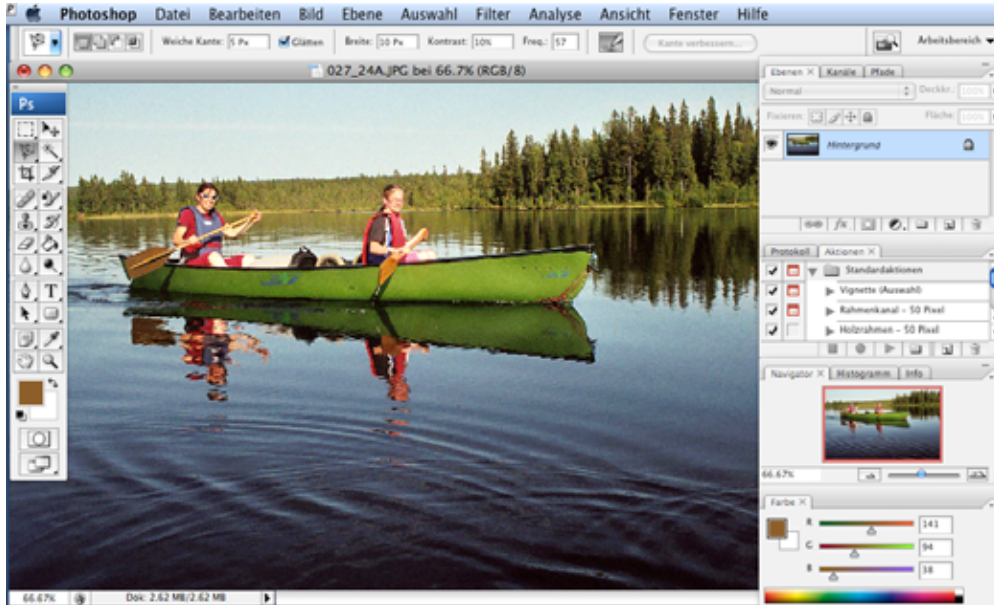 Photoshop Datei Bearbeiten Bild Ebene Auswahl Filter Analyse Ansicht Fenster Hilfe
Weiche Kante: 5 Px Glätten Breite: 10 Px Kontrast: 10% Freq.: 57 Kante verbessern... Arbeitsbereich
027_24A.JPG bei 66.7% (RGB/8)
Ps
T
Ebenen X Kanäle Pfade
Normal Deckkr.: 100%
Fixieren: Fläche: 100%
Hintergrund
fx
Protokoll Aktionen X
Standardaktionen
Vignette (Auswahl)
Rahmenkanal - 50 Pixel
Holzrahmen - 50 Pixel
Navigator X Histogramm Info
66.67%
Farbe X
R 141
G 94
B 38
66.67% Dok: 2.62 MB/2.62 MB